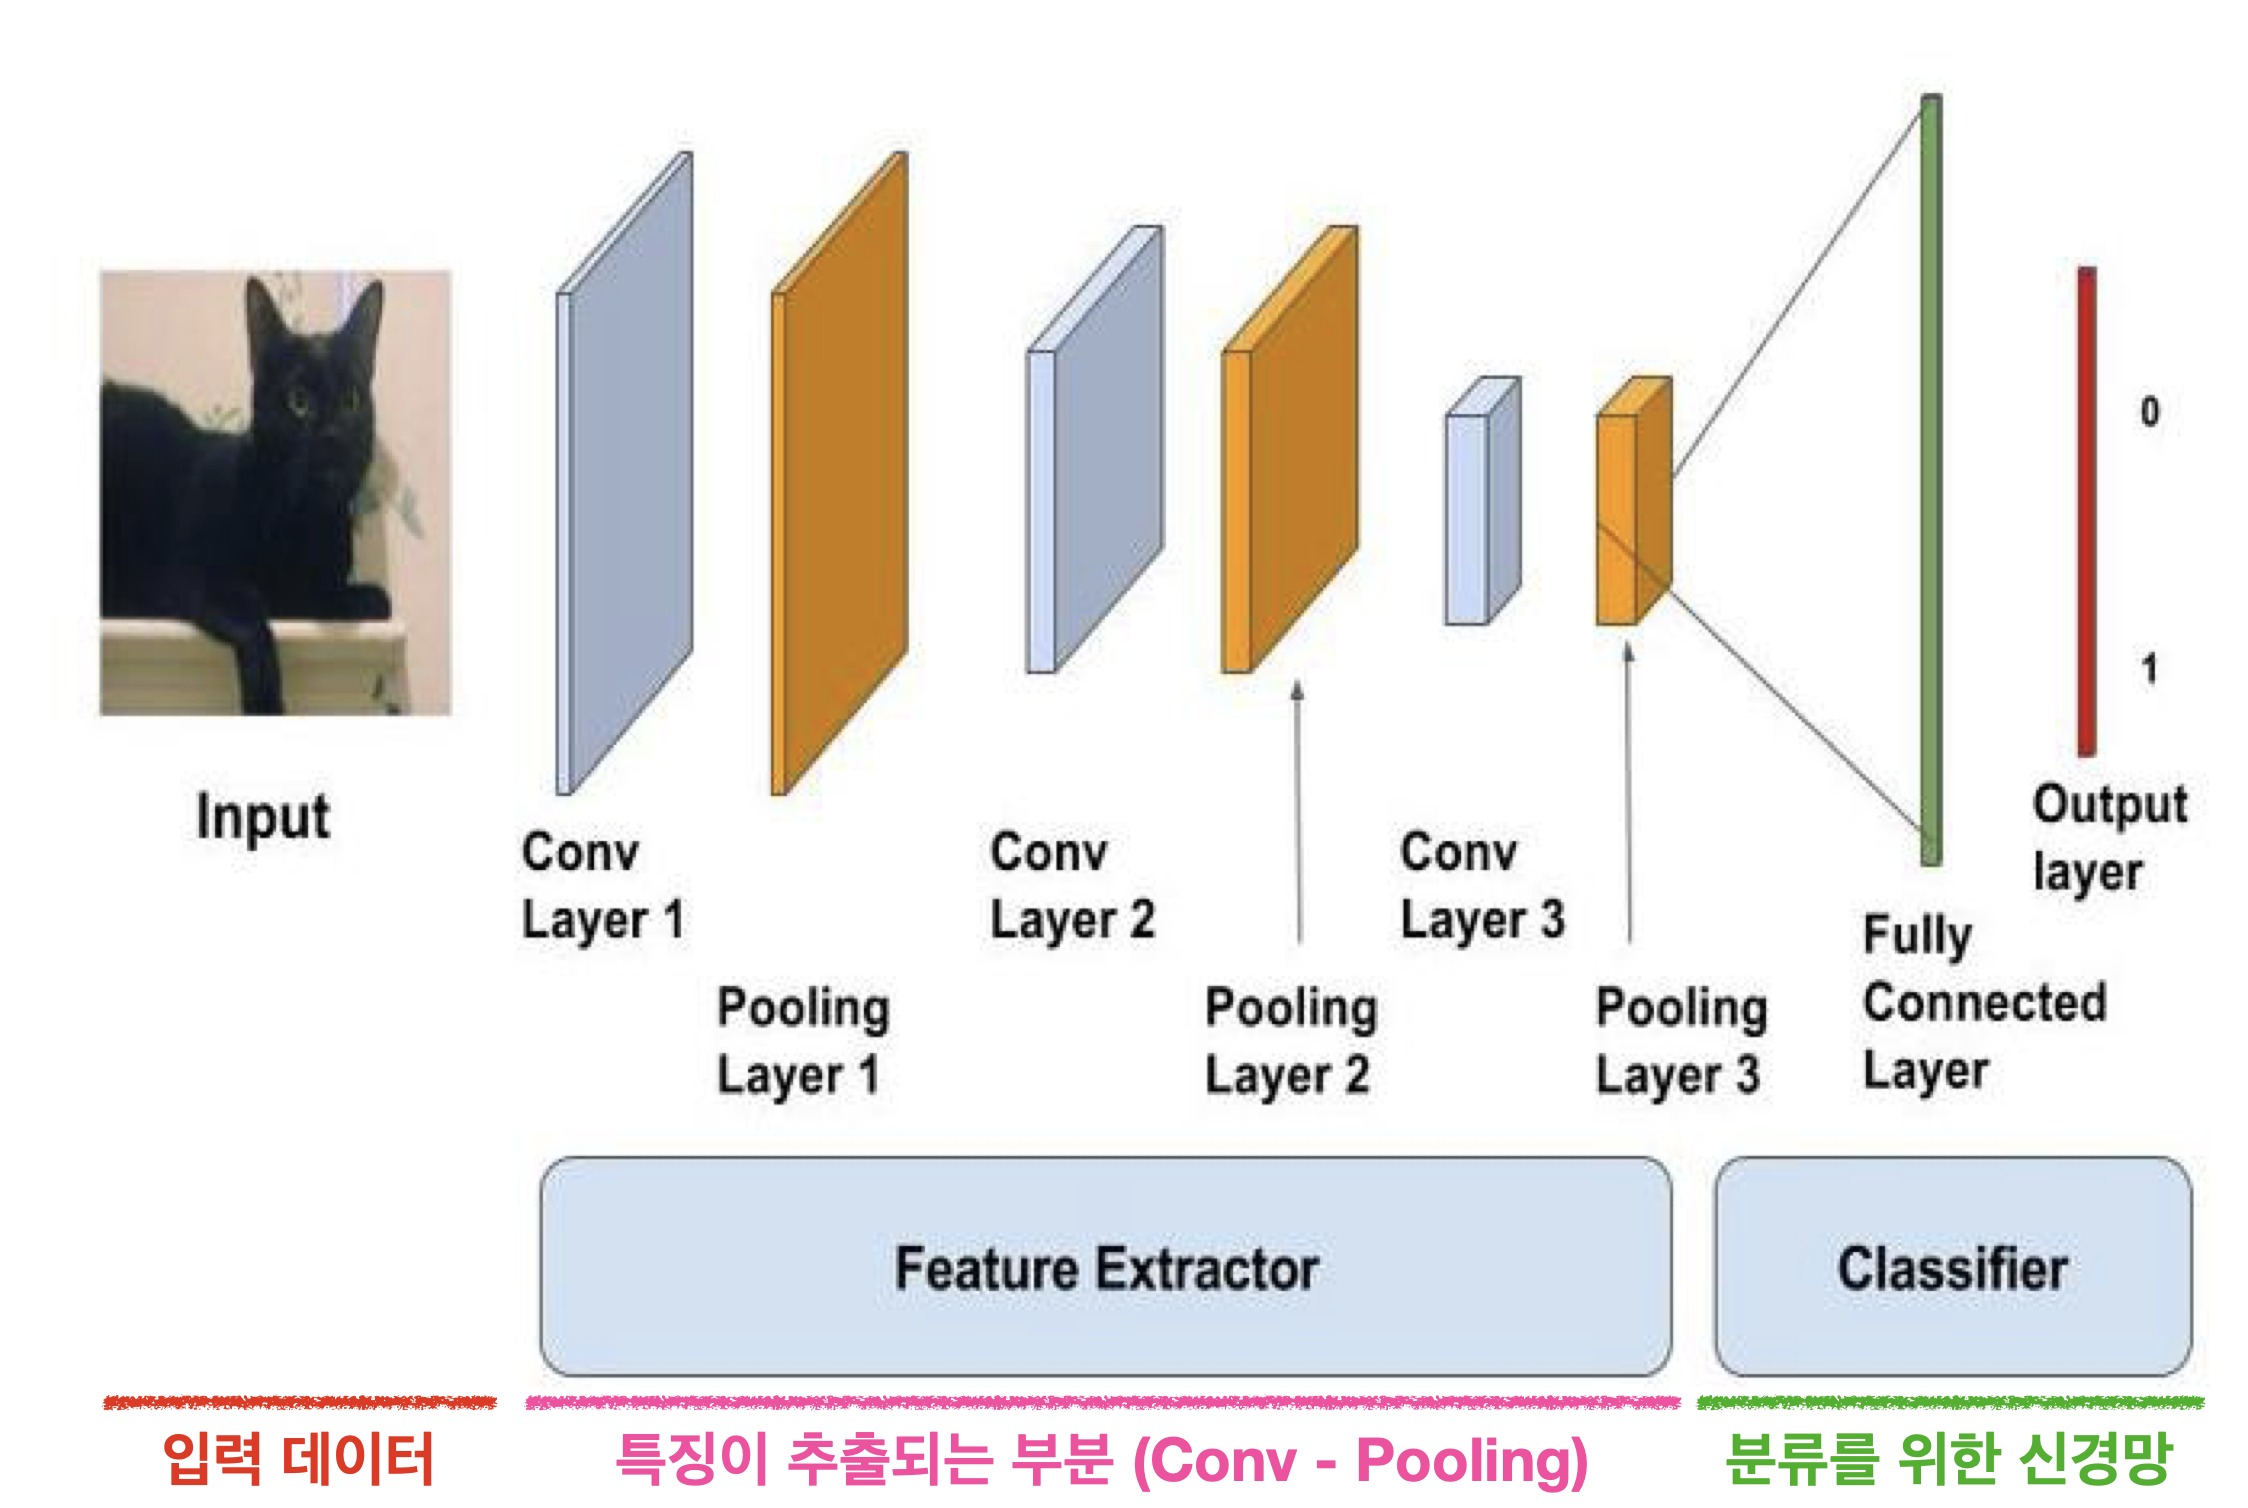 Input
Conv
Layer 1
Pooling
Layer 1
Conv
Layer 2
Pooling
Layer 2
Conv
Layer 3
Pooling
Layer 3
Fully
Connected
Layer
0
1
Output
layer
Feature Extractor
Classifier
입력 데이터
특징이 추출되는 부분 (Conv - Pooling)
분류를 위한 신경망